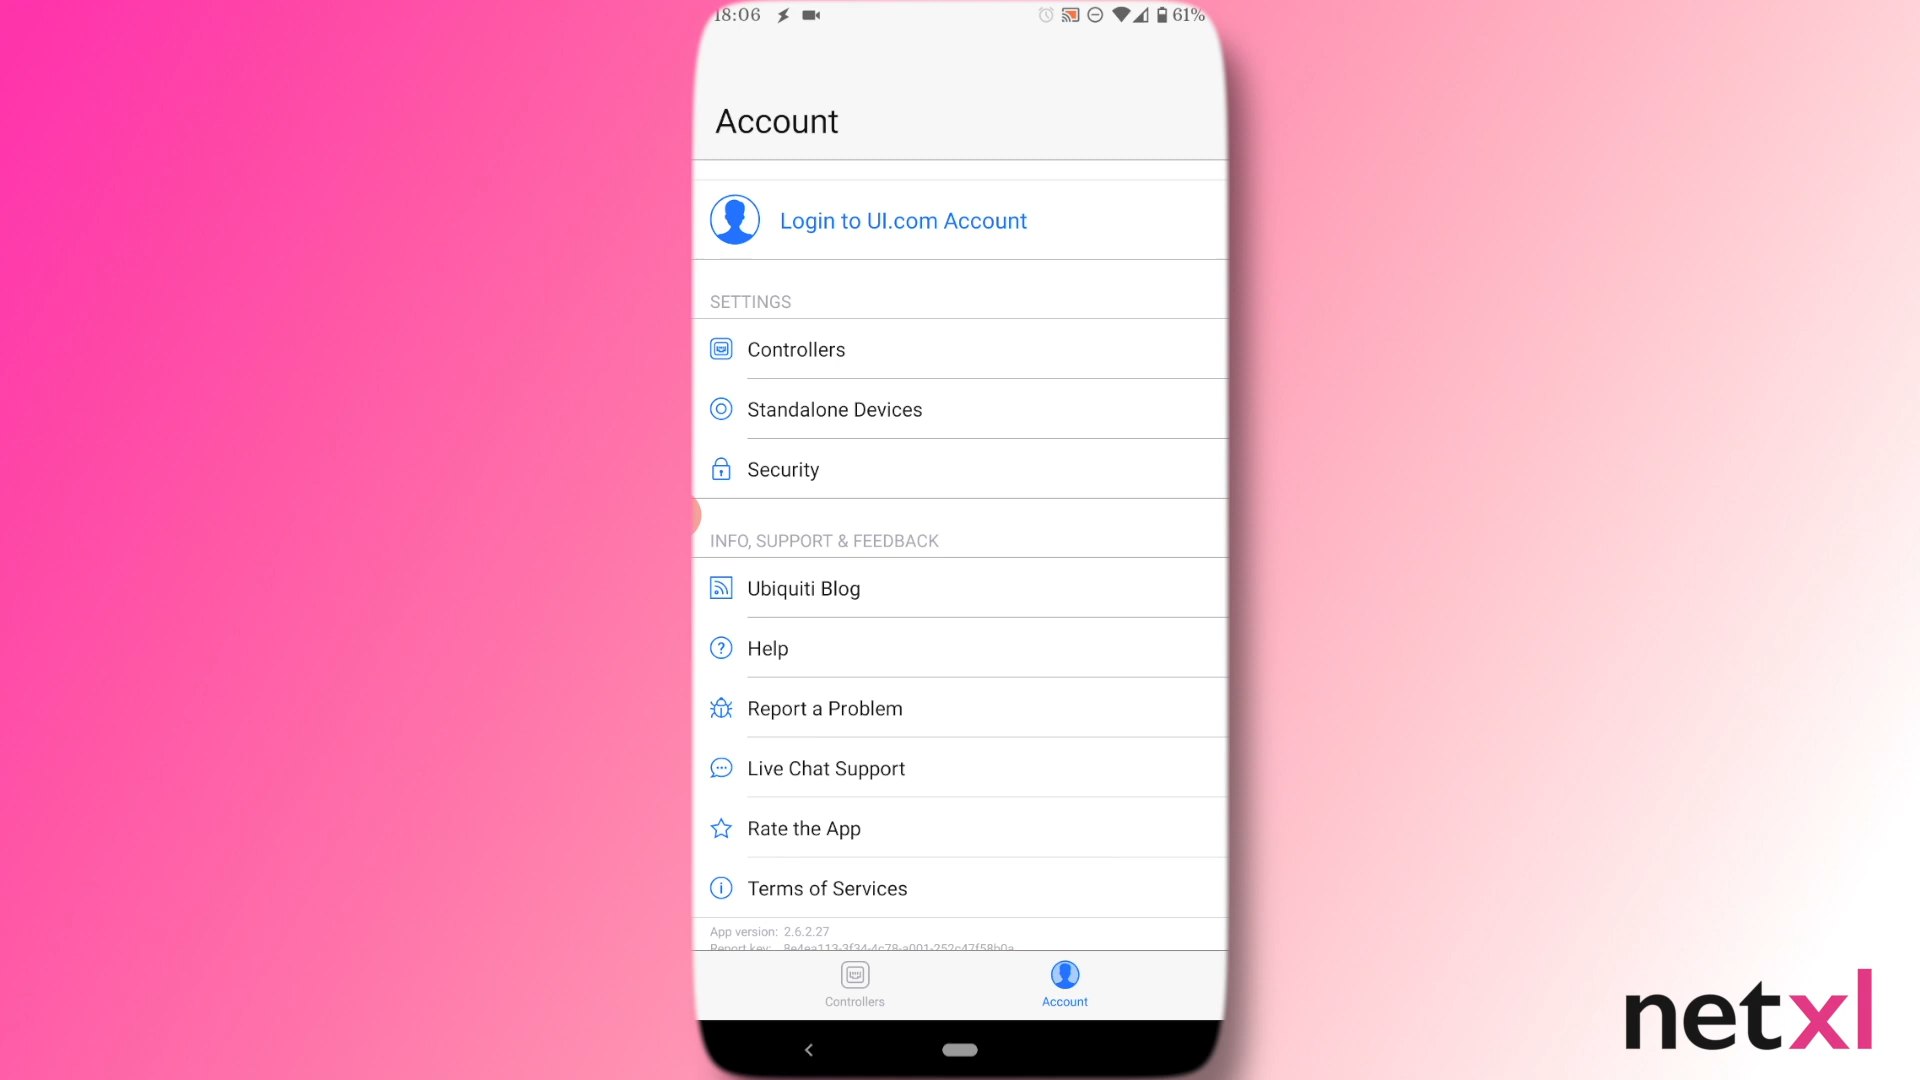 18:06
61%
Account
Login to UI.com Account
SETTINGS
Controllers
Standalone Devices
Security
INFO, SUPPORT & FEEDBACK
Ubiquiti Blog
Help
Report a Problem
Live Chat Support
Rate the App
Terms of Services
App version: 2.6.2.27
Report key: 8e4ea113-3f34-4c78-a001-252c47f58b0a
Controllers
Account
netxl